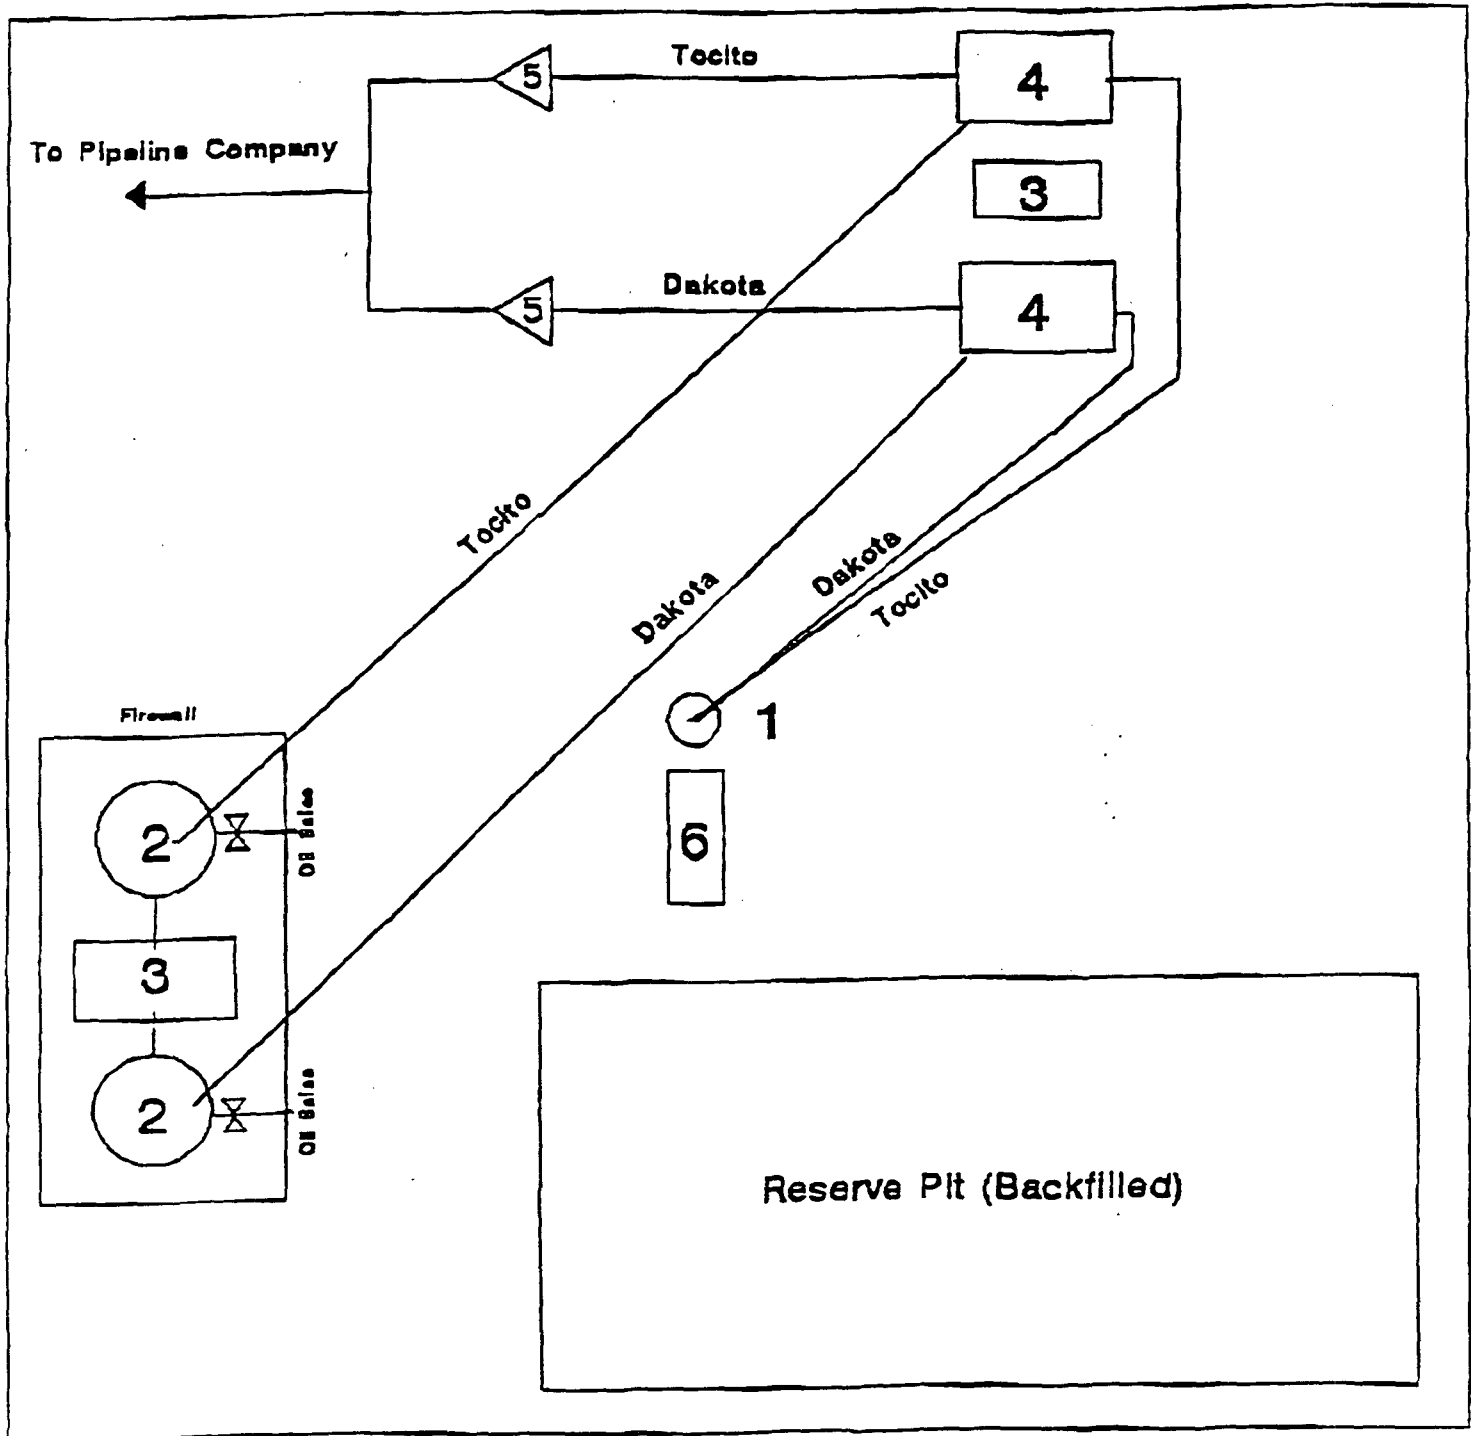 Tocito
5
4
To Pipeline Company
3
Dakota
5
4
Tocito
Dakota
Dakota
Tocito
Firewall
1
2
Oil Sales
6
3
2
Oil Sales
Reserve Pit (Backfilled)